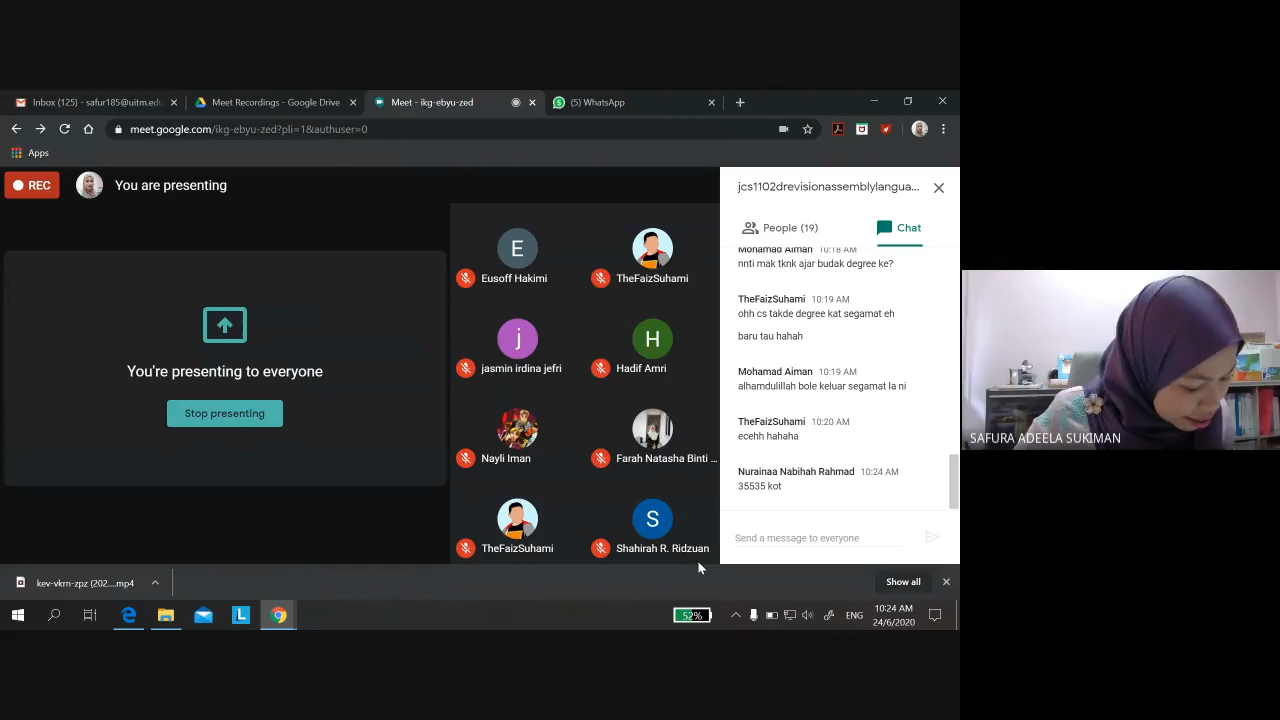 Inbox (125) - safur185@uitm.edu
Meet Recordings - Google Drive
Meet - ikg-ebyu-zed
(5) WhatsApp
meet.google.com/ikg-ebyu-zed?pli=1&authuser=0
Apps
REC
You are presenting
You're presenting to everyone
Stop presenting
E
Eusoff Hakimi
TheFaizSuhami
j
jasmin irdina jefri
H
Hadif Amri
Nayli Iman
Farah Natasha Binti ...
TheFaizSuhami
S
Shahirah R. Ridzuan
jcs1102drevisionassemblylangua...
People (19)
Chat
Mohamad Aiman 10:18 AM
nnti mak tknk ajar budak degree ke?
TheFaizSuhami 10:19 AM
ohh cs takde degree kat segamat eh
baru tau hahah
Mohamad Aiman 10:19 AM
alhamdulillah bole keluar segamat la ni
TheFaizSuhami 10:20 AM
ecehh hahaha
Nurainaa Nabihah Rahmad 10:24 AM
35535 kot
Send a message to everyone
SAFURA ADEELA SUKIMAN
kev-vkrn-zpz (202....mp4
Show all
L
52%
ENG
10:24 AM
24/6/2020